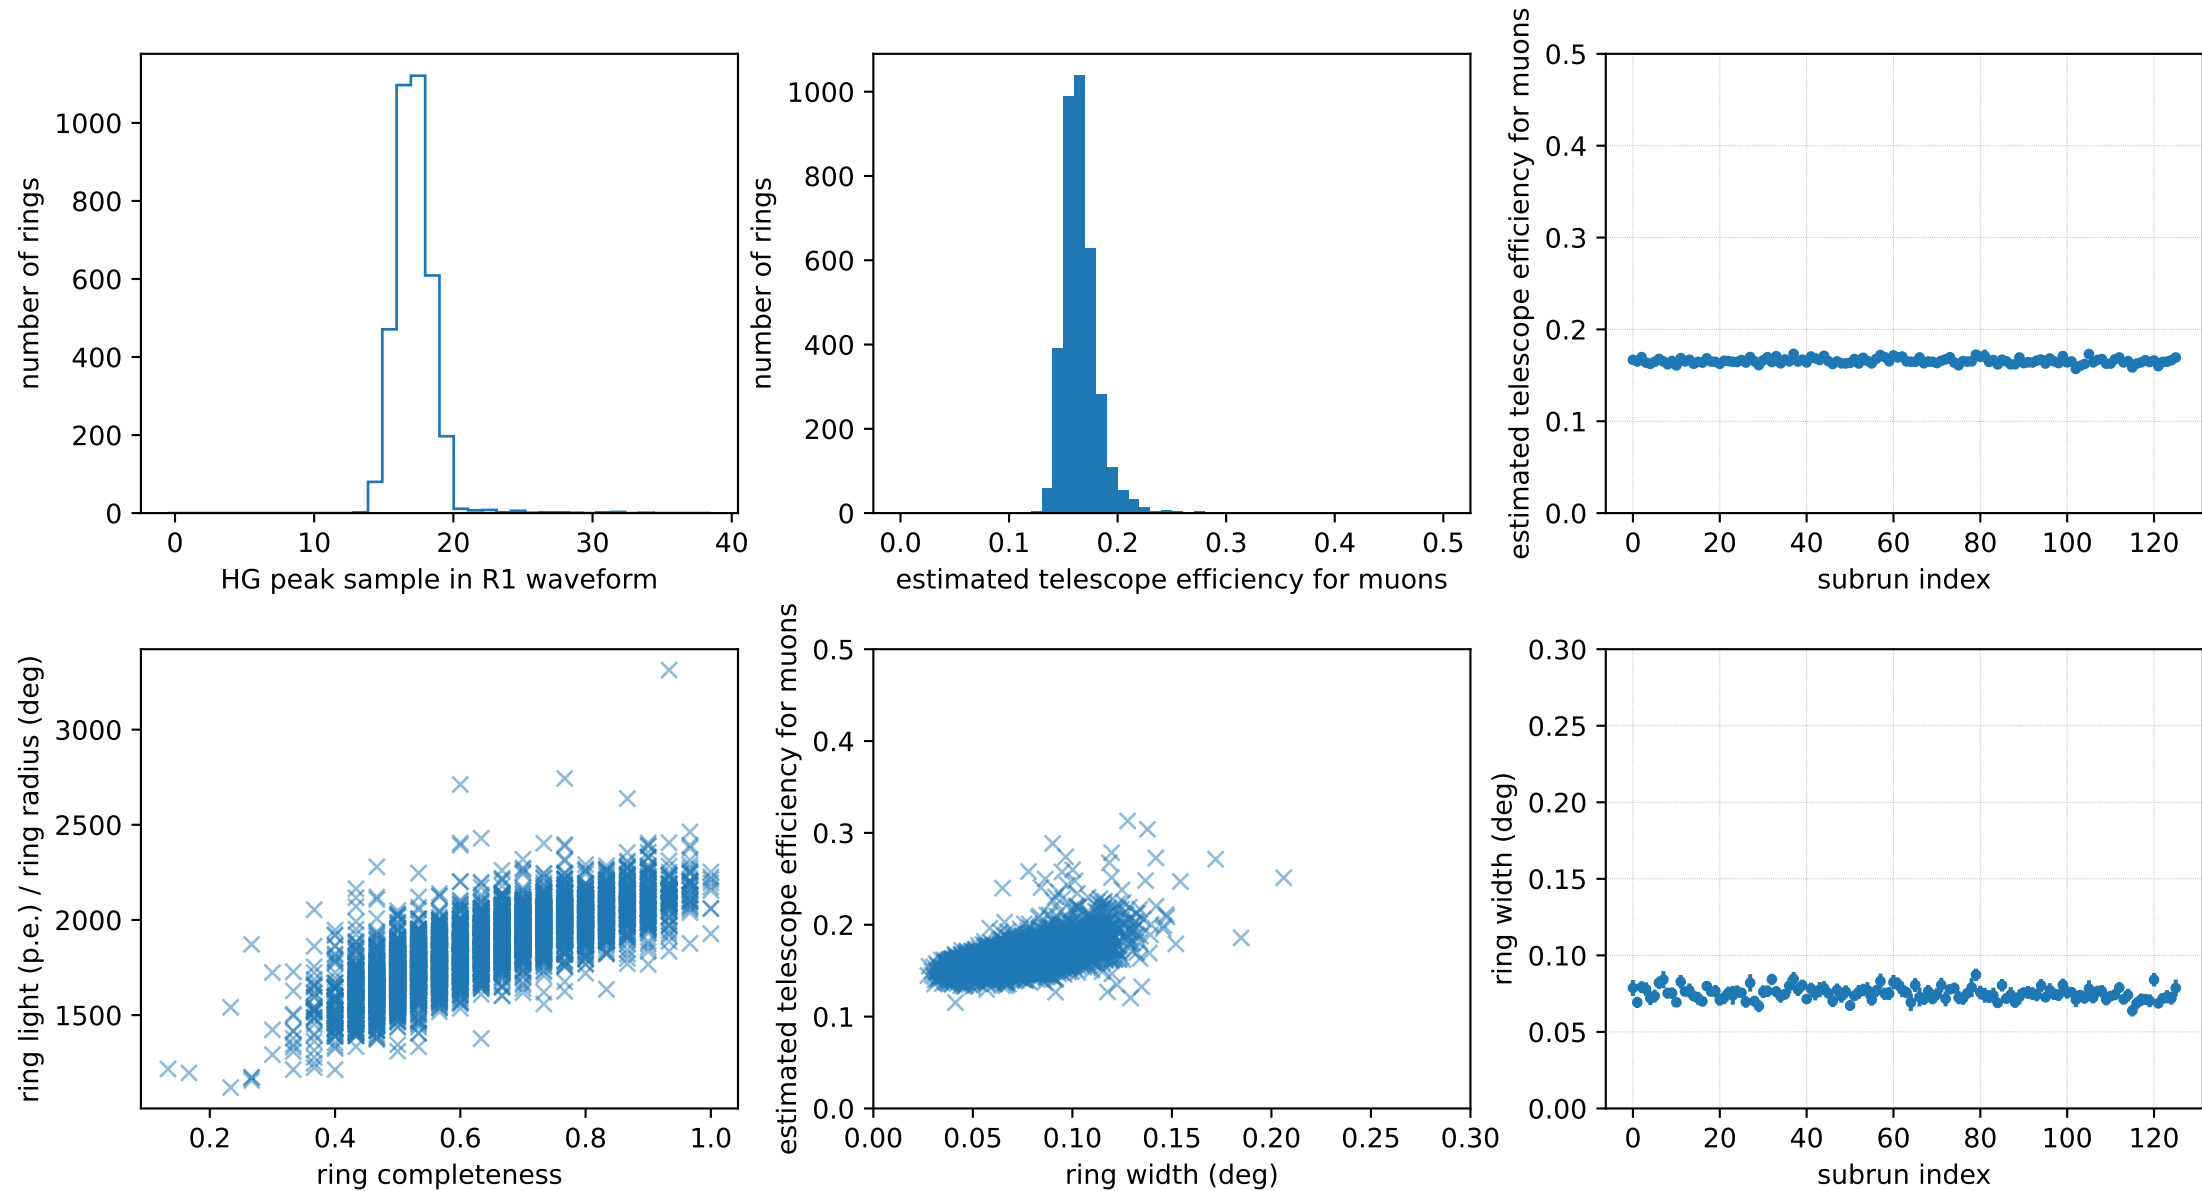 number of rings
1000
800
600
400
200
0
0 10 20 30 40
HG peak sample in R1 waveform
number of rings
1000
800
600
400
200
0
0.0 0.1 0.2 0.3 0.4 0.5
estimated telescope efficiency for muons
estimated telescope efficiency for muons
0.5
0.4
0.3
0.2
0.1
0.0
0 20 40 60 80 100 120
subrun index
ring light (p.e.) / ring radius (deg)
3000
2500
2000
1500
0.2 0.4 0.6 0.8 1.0
ring completeness
estimated telescope efficiency for muons
0.5
0.4
0.3
0.2
0.1
0.0
0.00 0.05 0.10 0.15 0.20 0.25 0.30
ring width (deg)
ring width (deg)
0.30
0.25
0.20
0.15
0.10
0.05
0.00
0 20 40 60 80 100 120
subrun index